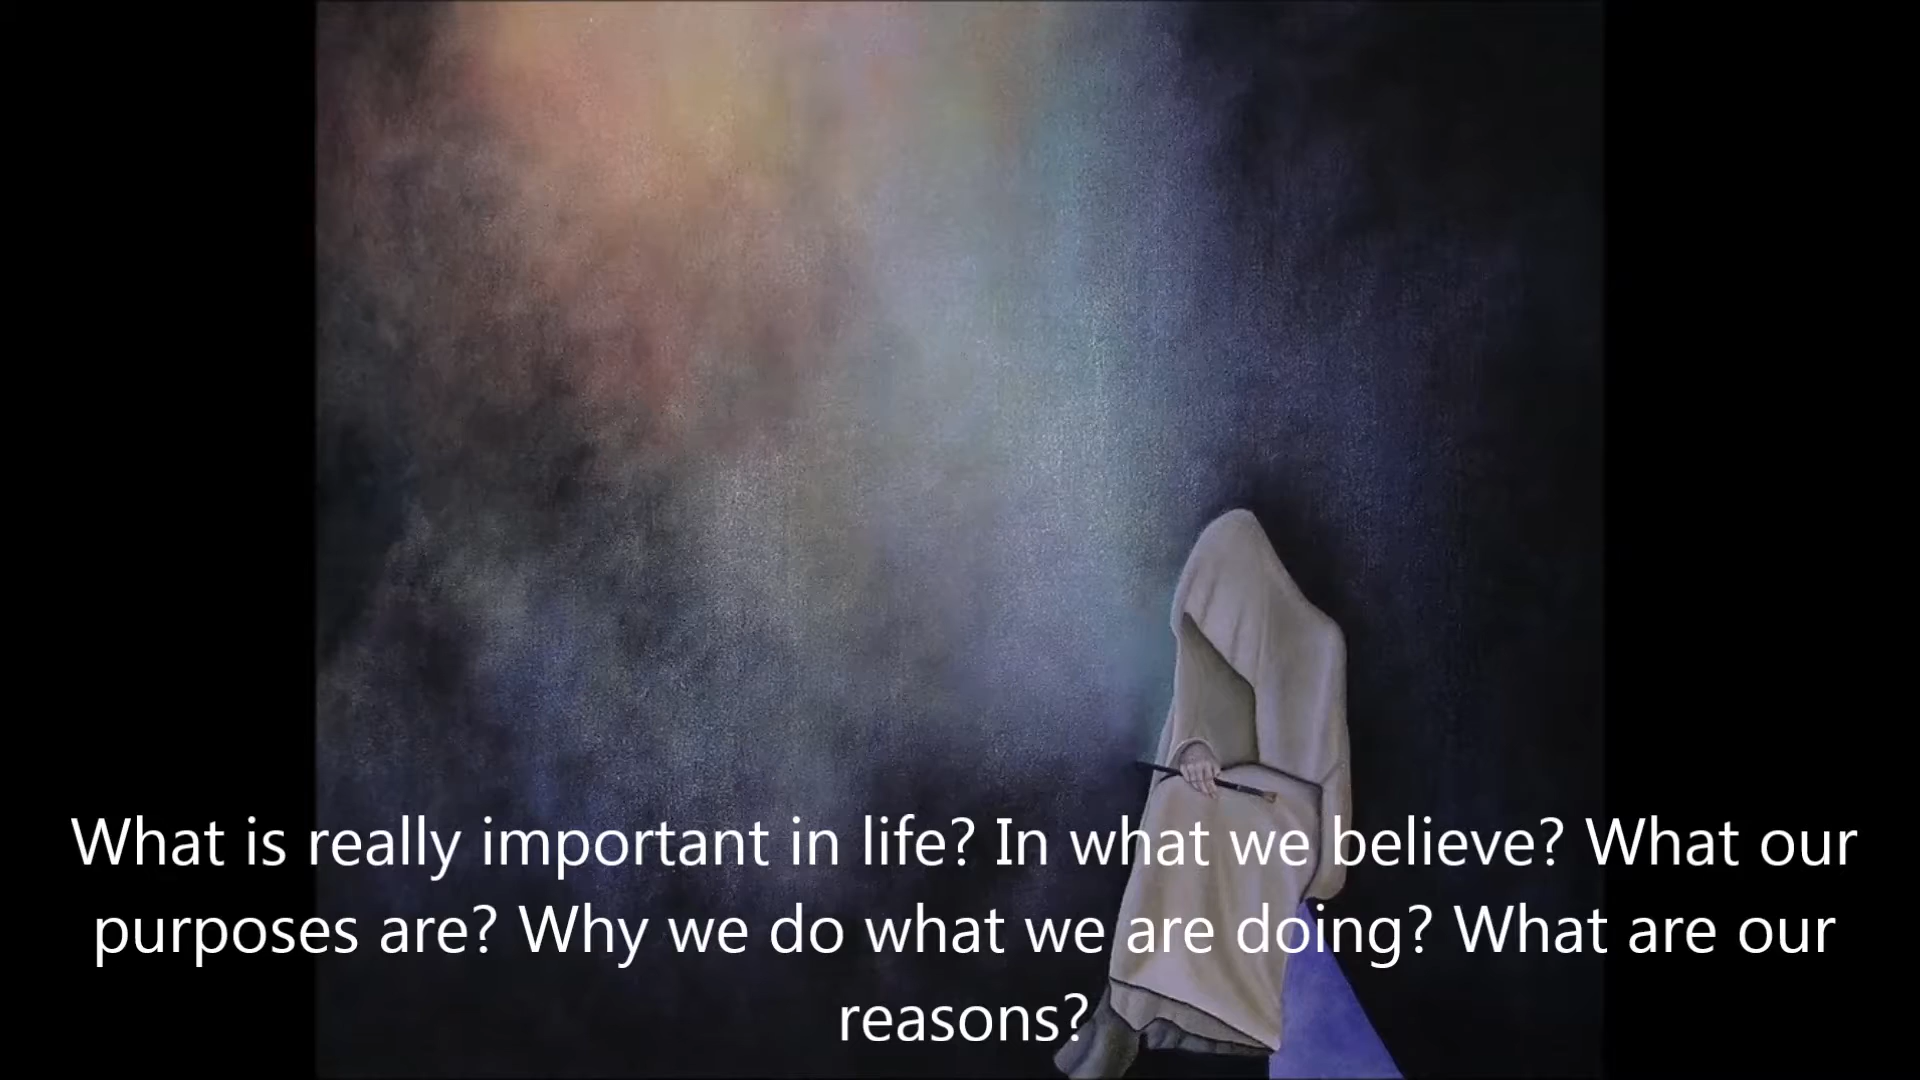 What is really important in life? In what we believe? What our
purposes are? Why we do what we are doing? What are our
reasons?